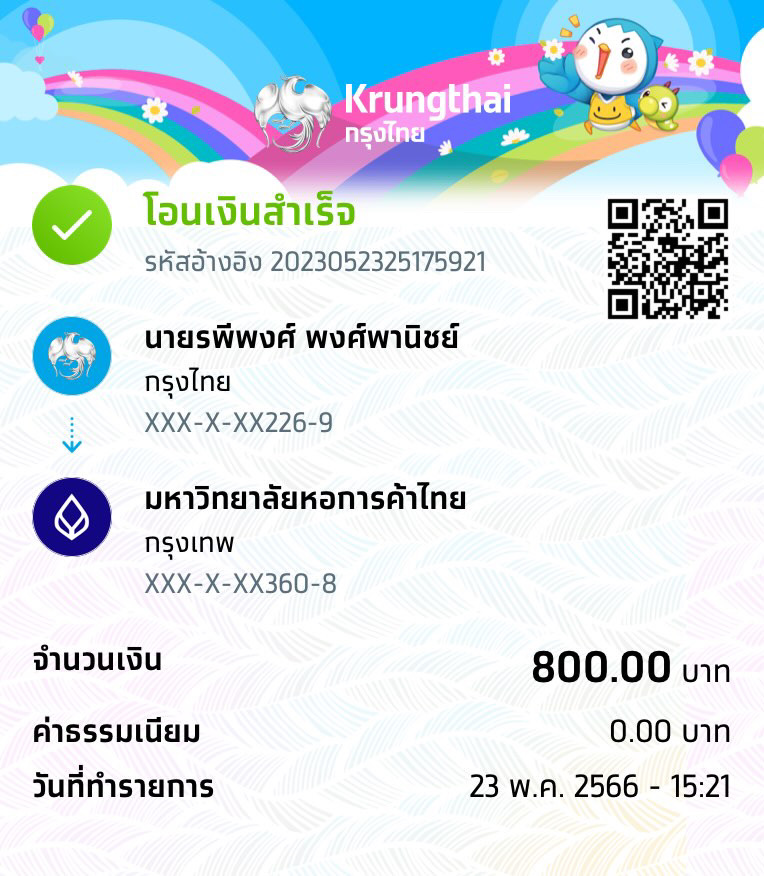 Krungthai
กรุงไทย
โอนเงินสำเร็จ
รหัสอ้างอิง 2023052325175921
นายรพีพงศ์ พงศ์พานิชย์
กรุงไทย
XXX-X-XX226-9
มหาวิทยาลัยหอการค้าไทย
กรุงเทพ
XXX-X-XX360-8
จำนวนเงิน 800.00 บาท
ค่าธรรมเนียม 0.00 บาท
วันที่ทำรายการ 23 พ.ค. 2566 - 15:21